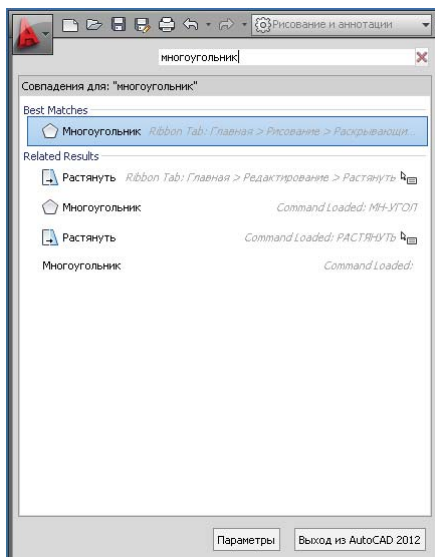 Рисование и аннотации
многоугольник
Совпадения для: "многоугольник"
Best Matches
Многоугольник Ribbon Tab: Главная > Рисование > Раскрывающи...
Related Results
Растянуть Ribbon Tab: Главная > Редактирование > Растянуть
Многоугольник Command Loaded: МН-УГОЛ
Растянуть Command Loaded: РАСТЯНУТЬ
Многоугольник Command Loaded:
Параметры Выход из AutoCAD 2012